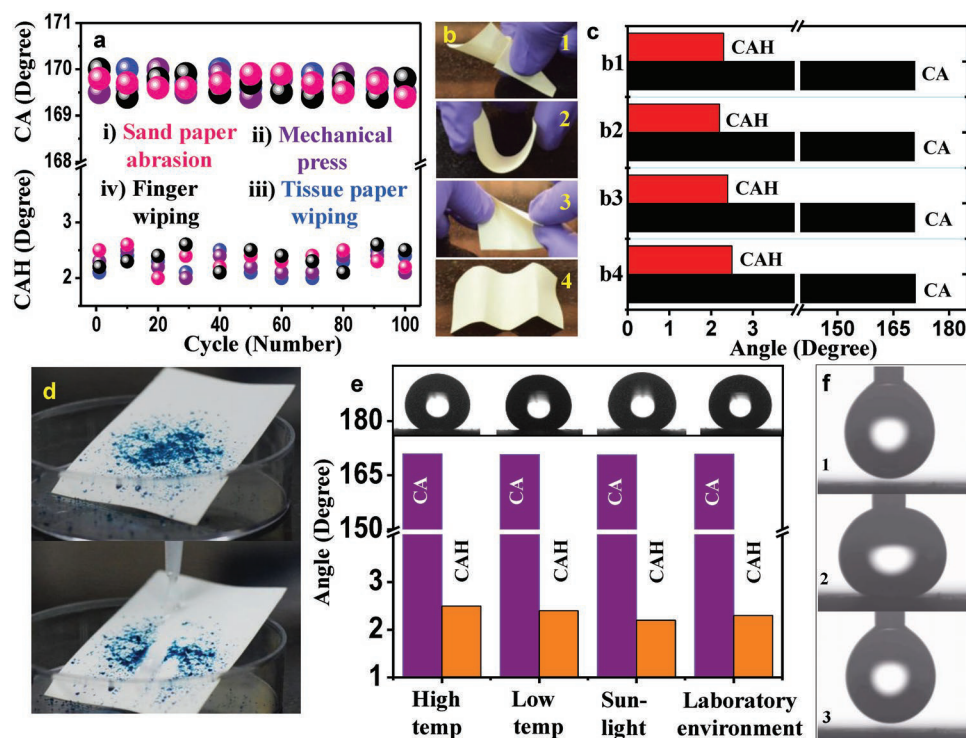 a
171
170
169
168
3
2
CA (Degree)
CAH (Degree)
i) Sand paper
abrasion
ii) Mechanical
press
iv) Finger
wiping
iii) Tissue paper
wiping
0 20 40 60 80 100
Cycle (Number)
b
1
2
3
4
c
b1
CAH
CA
b2
CAH
CA
b3
CAH
CA
b4
CAH
CA
0 1 2 3 150 165 180
Angle (Degree)
d
e
180
165
150
3
2
1
Angle (Degree)
CA
CAH
CA
CAH
CA
CAH
CA
CAH
High
temp
Low
temp
Sun-
light
Laboratory
environment
f
1
2
3